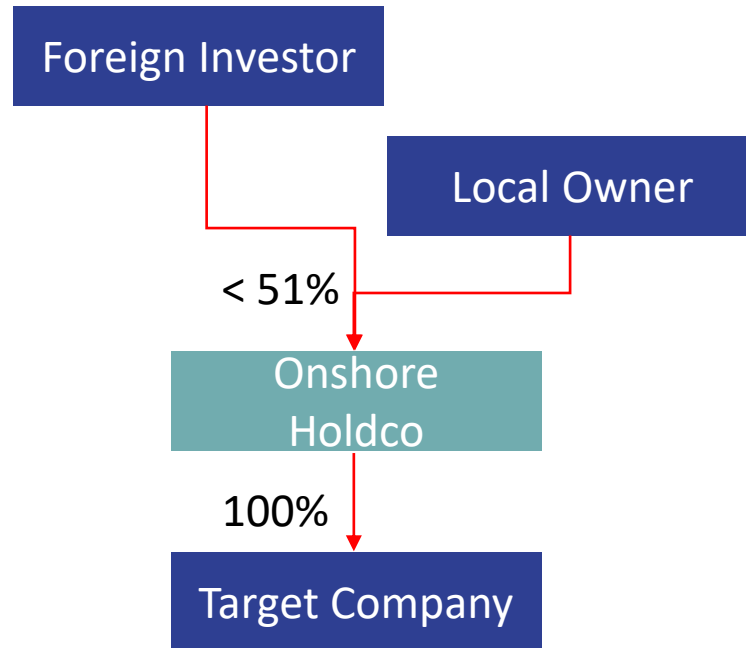 Foreign Investor
Local Owner
< 51%
Onshore
Holdco
100%
Target Company